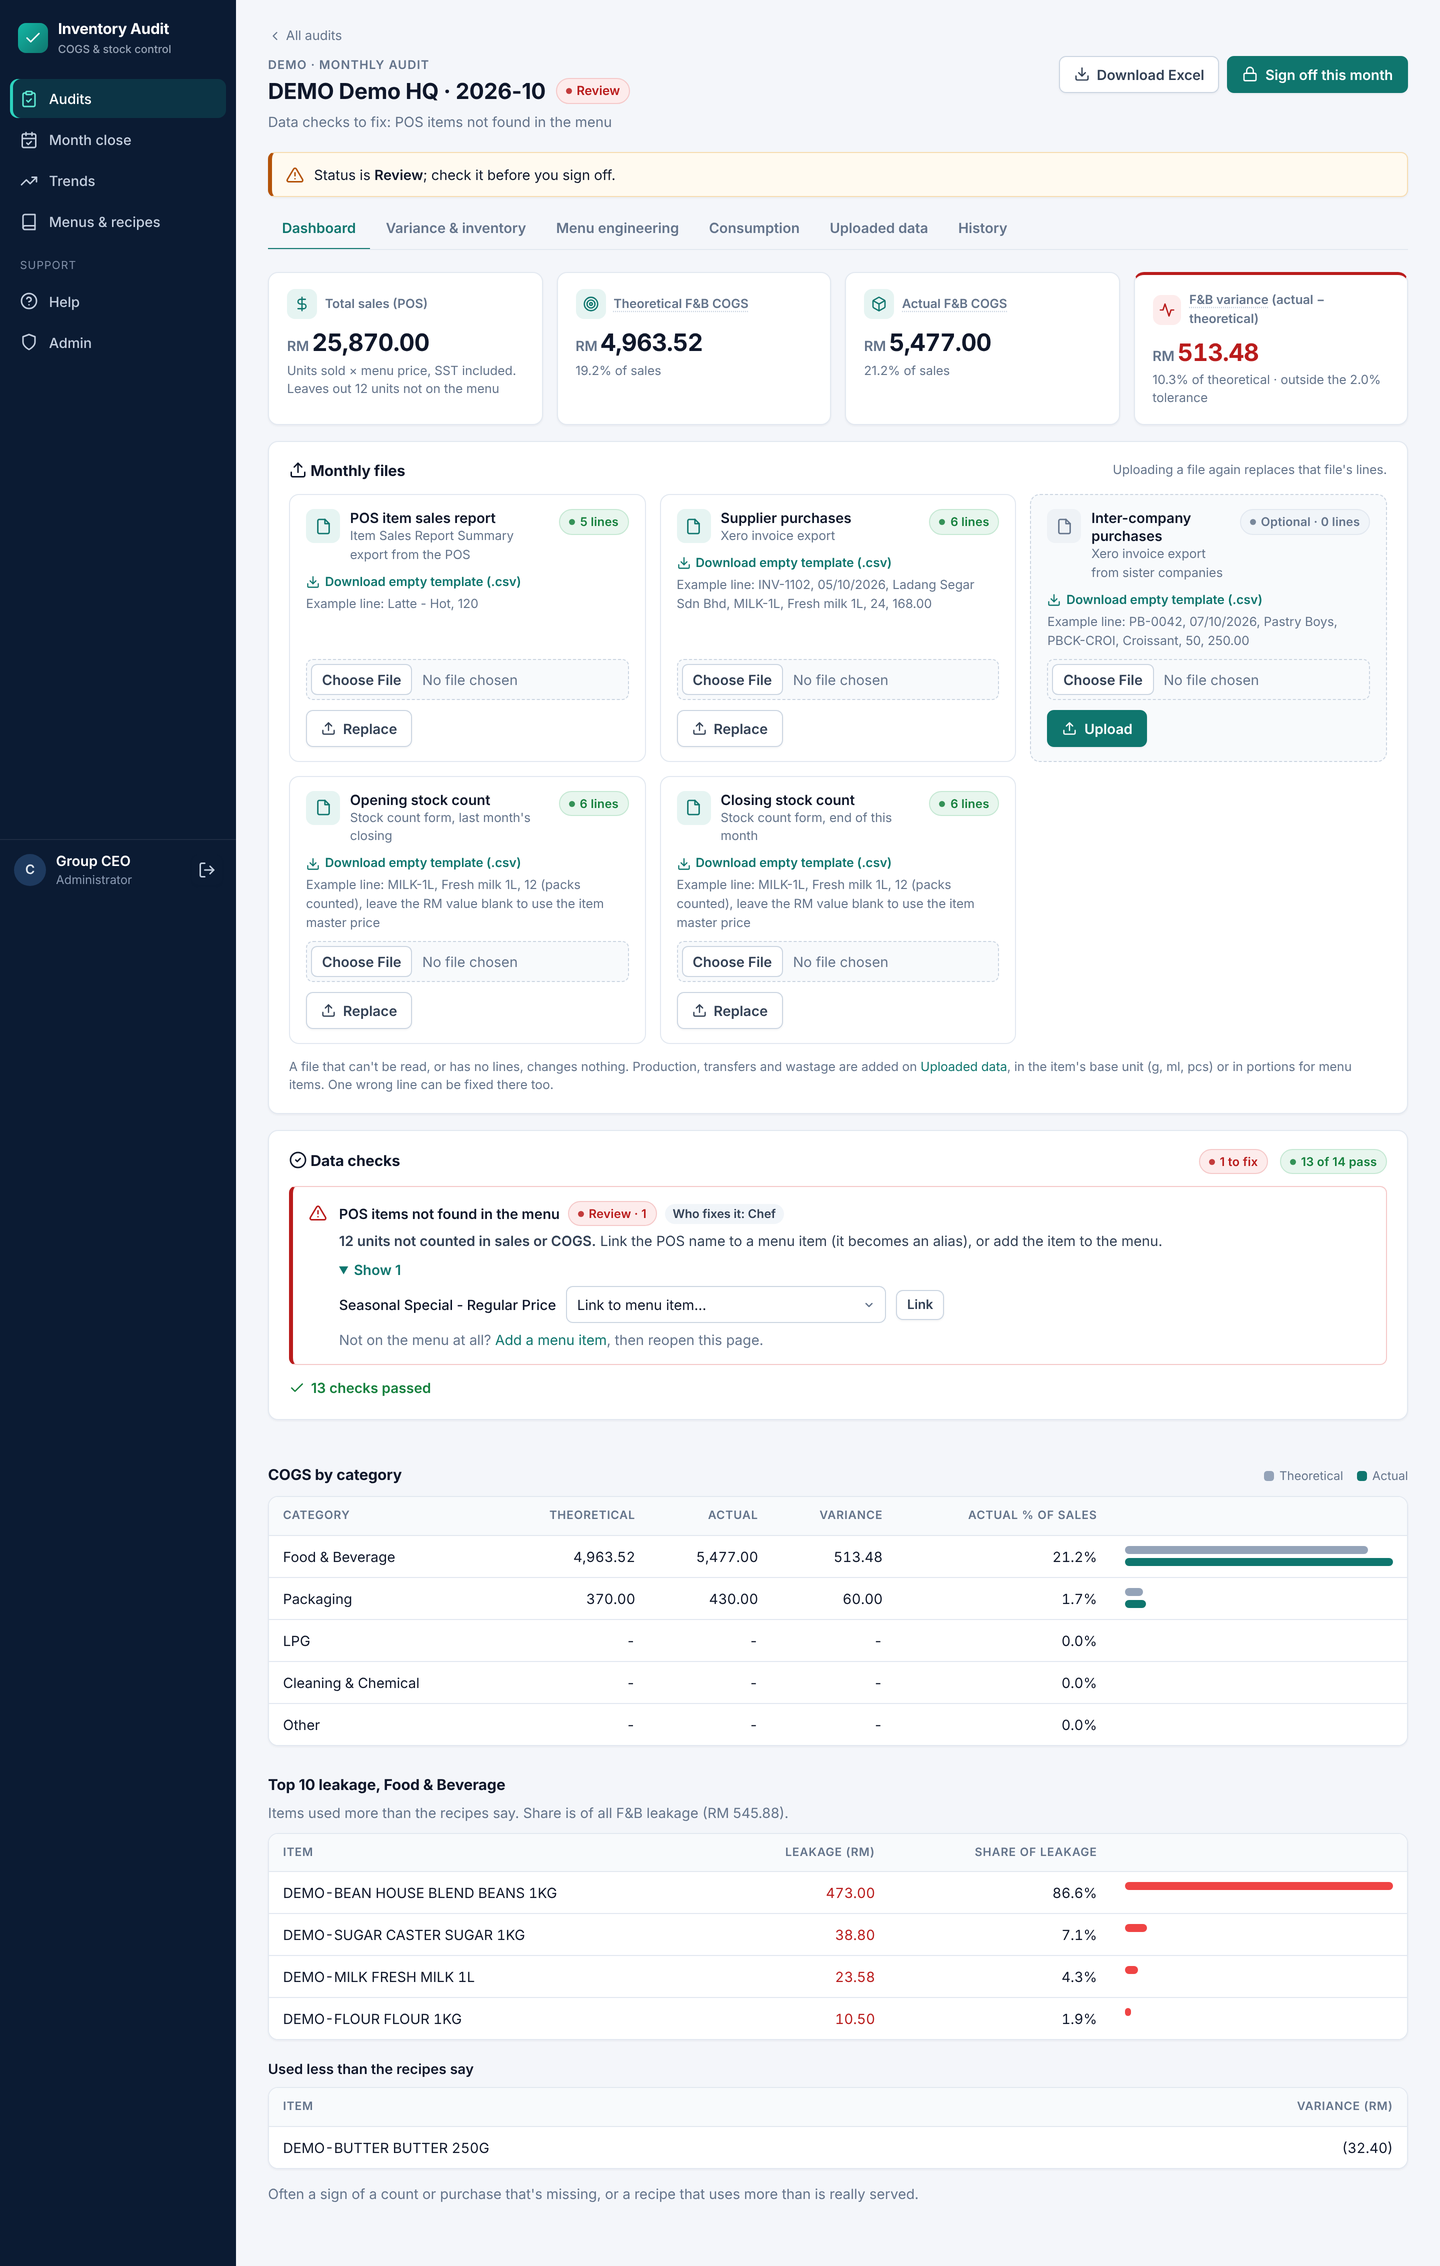 Inventory Audit
COGS & stock control
Audits
Month close
Trends
Menus & recipes
SUPPORT
Help
Admin
C
Group CEO
Administrator
All audits
DEMO · MONTHLY AUDIT
DEMO Demo HQ · 2026-10
Review
Data checks to fix: POS items not found in the menu
Download Excel
Sign off this month
Status is Review; check it before you sign off.
Dashboard
Variance & inventory
Menu engineering
Consumption
Uploaded data
History
Total sales (POS)
RM 25,870.00
Units sold × menu price, SST included.
Leaves out 12 units not on the menu
Theoretical F&B COGS
RM 4,963.52
19.2% of sales
Actual F&B COGS
RM 5,477.00
21.2% of sales
F&B variance (actual −
theoretical)
RM 513.48
10.3% of theoretical · outside the 2.0%
tolerance
Monthly files
Uploading a file again replaces that file's lines.
POS item sales report
Item Sales Report Summary
export from the POS
5 lines
Download empty template (.csv)
Example line: Latte - Hot, 120
Choose File No file chosen
Replace
Supplier purchases
Xero invoice export
6 lines
Download empty template (.csv)
Example line: INV-1102, 05/10/2026, Ladang Segar
Sdn Bhd, MILK-1L, Fresh milk 1L, 24, 168.00
Choose File No file chosen
Replace
Inter-company
purchases
Xero invoice export
from sister companies
Optional · 0 lines
Download empty template (.csv)
Example line: PB-0042, 07/10/2026, Pastry Boys,
PBCK-CROI, Croissant, 50, 250.00
Choose File No file chosen
Upload
Opening stock count
Stock count form, last month's
closing
6 lines
Download empty template (.csv)
Example line: MILK-1L, Fresh milk 1L, 12 (packs
counted), leave the RM value blank to use the item
master price
Choose File No file chosen
Replace
Closing stock count
Stock count form, end of this
month
6 lines
Download empty template (.csv)
Example line: MILK-1L, Fresh milk 1L, 12 (packs
counted), leave the RM value blank to use the item
master price
Choose File No file chosen
Replace
A file that can't be read, or has no lines, changes nothing. Production, transfers and wastage are added on Uploaded data, in the item's base unit (g, ml, pcs) or in portions for menu
items. One wrong line can be fixed there too.
Data checks
1 to fix
13 of 14 pass
POS items not found in the menu
Review · 1
Who fixes it: Chef
12 units not counted in sales or COGS. Link the POS name to a menu item (it becomes an alias), or add the item to the menu.
Show 1
Seasonal Special - Regular Price
Link to menu item...
Link
Not on the menu at all? Add a menu item, then reopen this page.
13 checks passed
COGS by category
Theoretical
Actual
CATEGORY THEORETICAL ACTUAL VARIANCE ACTUAL % OF SALES
Food & Beverage 4,963.52 5,477.00 513.48 21.2%
Packaging 370.00 430.00 60.00 1.7%
LPG - - - 0.0%
Cleaning & Chemical - - - 0.0%
Other - - - 0.0%
Top 10 leakage, Food & Beverage
Items used more than the recipes say. Share is of all F&B leakage (RM 545.88).
ITEM LEAKAGE (RM) SHARE OF LEAKAGE
DEMO-BEAN HOUSE BLEND BEANS 1KG 473.00 86.6%
DEMO-SUGAR CASTER SUGAR 1KG 38.80 7.1%
DEMO-MILK FRESH MILK 1L 23.58 4.3%
DEMO-FLOUR FLOUR 1KG 10.50 1.9%
Used less than the recipes say
ITEM VARIANCE (RM)
DEMO-BUTTER BUTTER 250G (32.40)
Often a sign of a count or purchase that's missing, or a recipe that uses more than is really served.